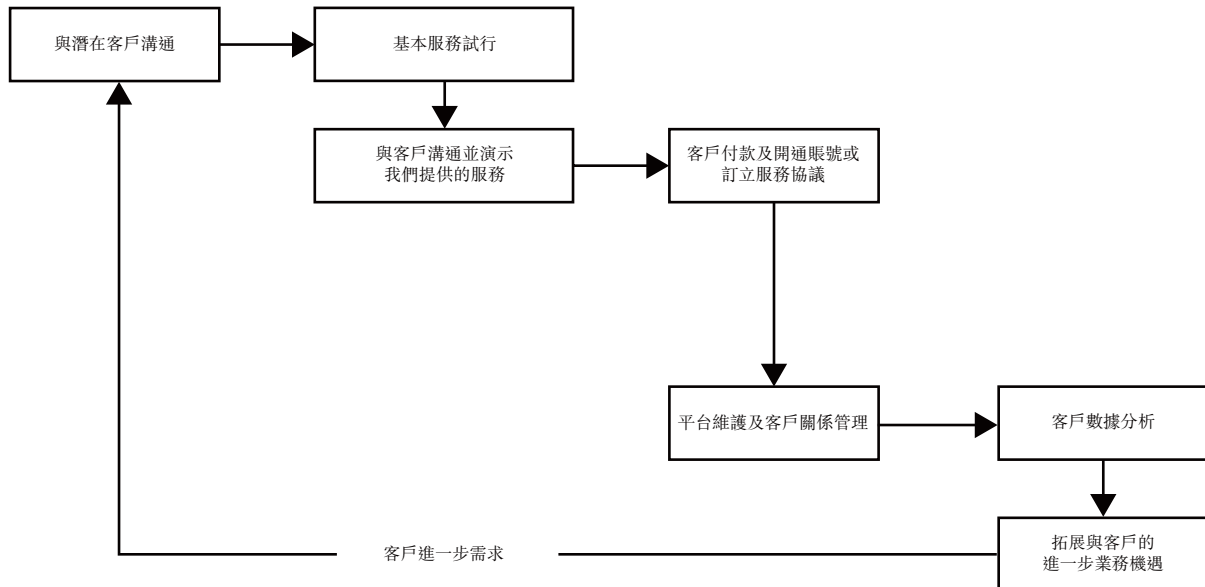 與潛在客戶溝通
基本服務試行
與客戶溝通並演示
我們提供的服務
客戶付款及開通賬號或
訂立服務協議
平台維護及客戶關係管理
客戶數據分析
拓展與客戶的
進一步業務機遇
客戶進一步需求